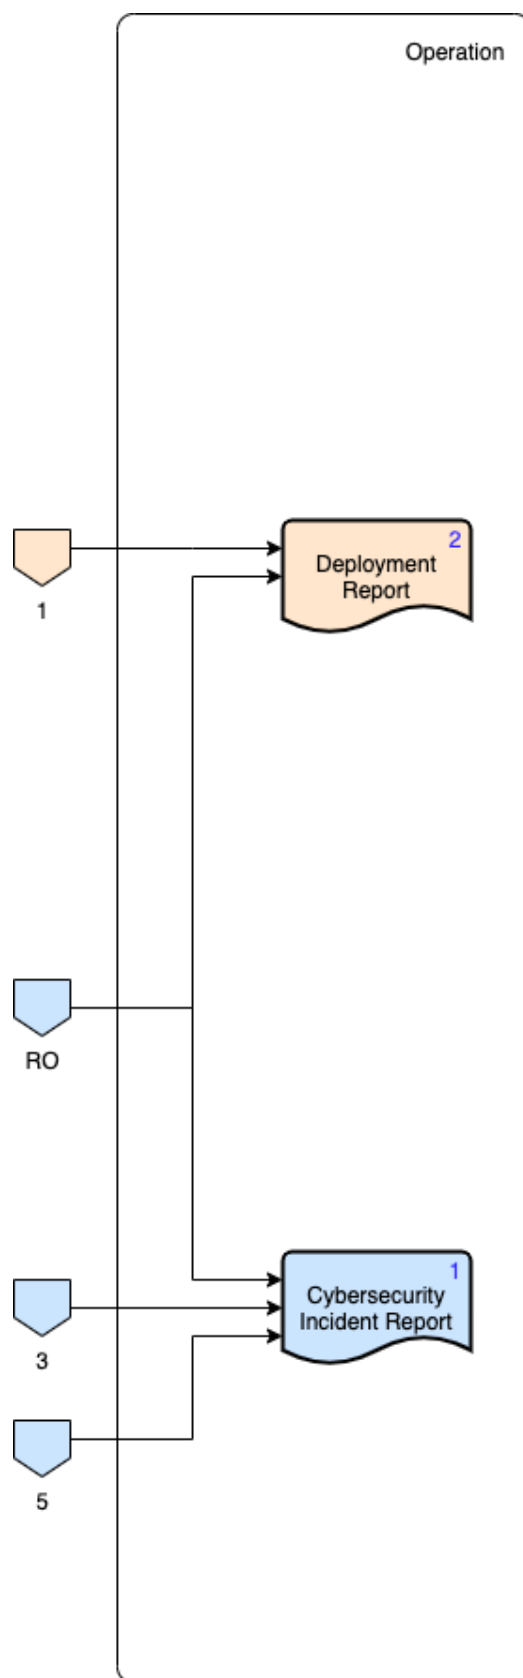 Operation
2
Deployment
Report
1
RO
1
Cybersecurity
Incident Report
3
5